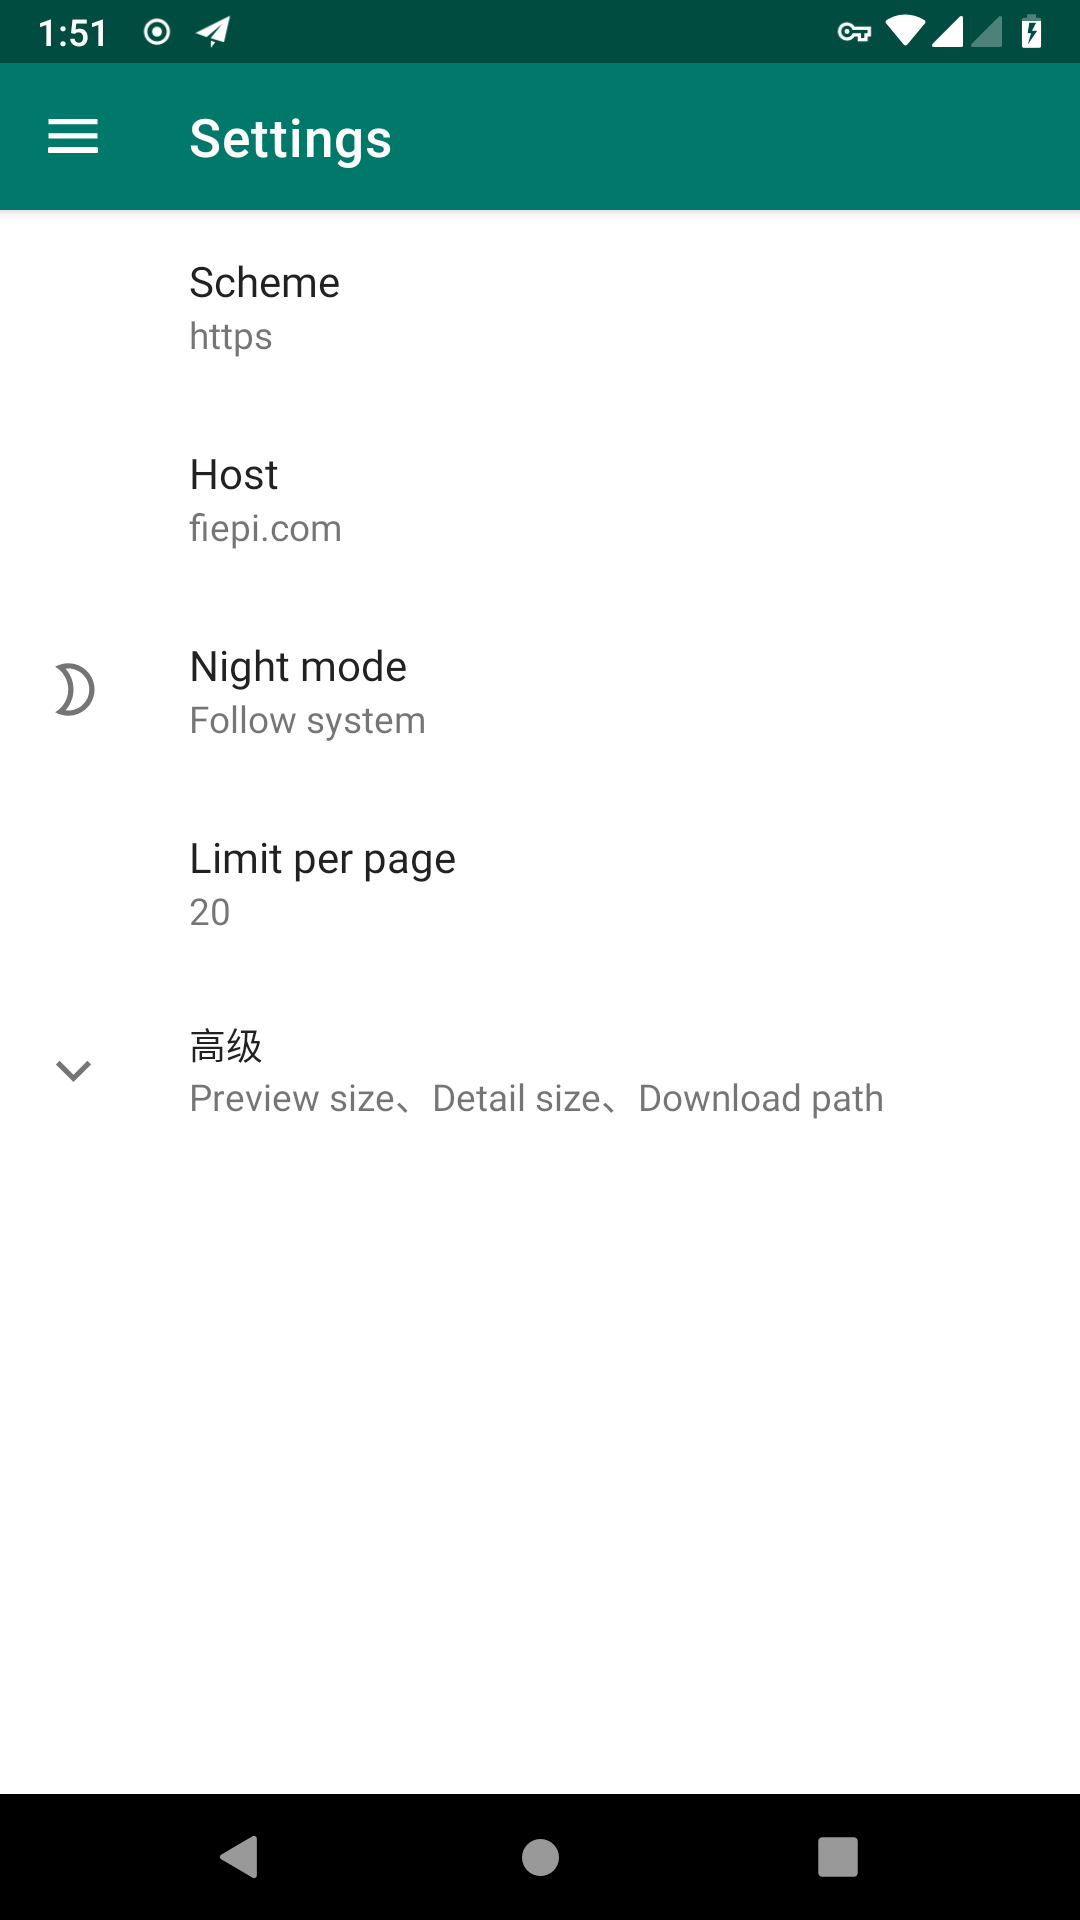 1:51
Settings
Scheme
https
Host
fiepi.com
Night mode
Follow system
Limit per page
20
高级
Preview size、Detail size、Download path